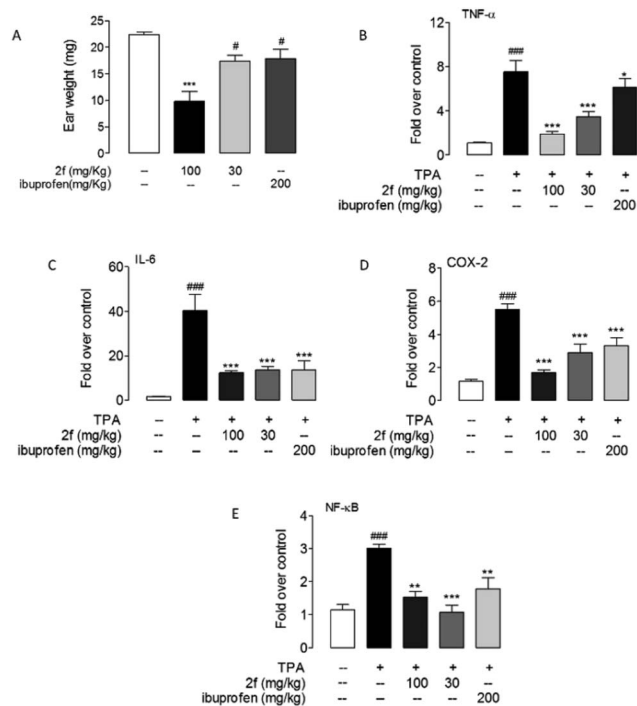 A
Ear weight (mg)
25
20
15
10
5
0
***
#
#
2f (mg/Kg) -- 100 30 --
ibuprofen(mg/Kg) -- -- -- 200
B
TNF-α
Fold over control
12
8
4
0
###
***
***
*
TPA -- + + + +
2f (mg/kg) -- -- 100 30 --
ibuprofen (mg/kg) -- -- -- -- 200
C
IL-6
Fold over control
60
40
20
0
###
***
***
***
TPA -- + + + +
2f (mg/kg) -- -- 100 30 --
ibuprofen (mg/kg) -- -- -- -- 200
D
COX-2
Fold over control
8
6
4
2
0
###
***
***
***
TPA -- + + + +
2f (mg/kg) -- -- 100 30 --
ibuprofen (mg/kg) -- -- -- -- 200
E
NF-κB
Fold over control
4
3
2
1
0
###
**
***
**
TPA -- + + + +
2f (mg/kg) -- -- 100 30 --
ibuprofen (mg/kg) -- -- -- -- 200